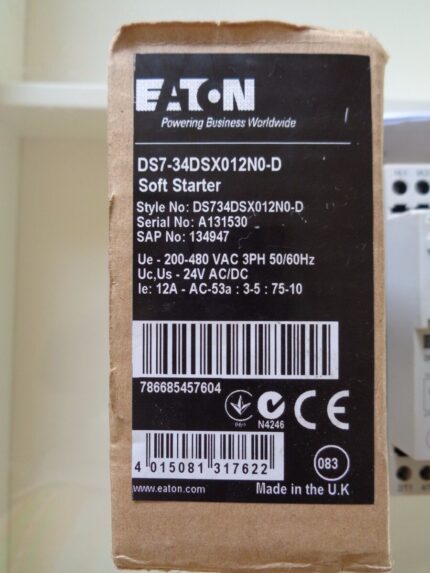 EATON
Powering Business Worldwide
DS7-34DSX012N0-D
Soft Starter
Style No: DS734DSX012N0-D
Serial No: A131530
SAP No: 134947
Ue - 200-480 VAC 3PH 50/60Hz
Uc,Us - 24V AC/DC
Ie: 12A - AC-53a : 3-5 : 75-10
786685457604
N4246
CE
4 015081 317622
083
www.eaton.com
Made in the U.K